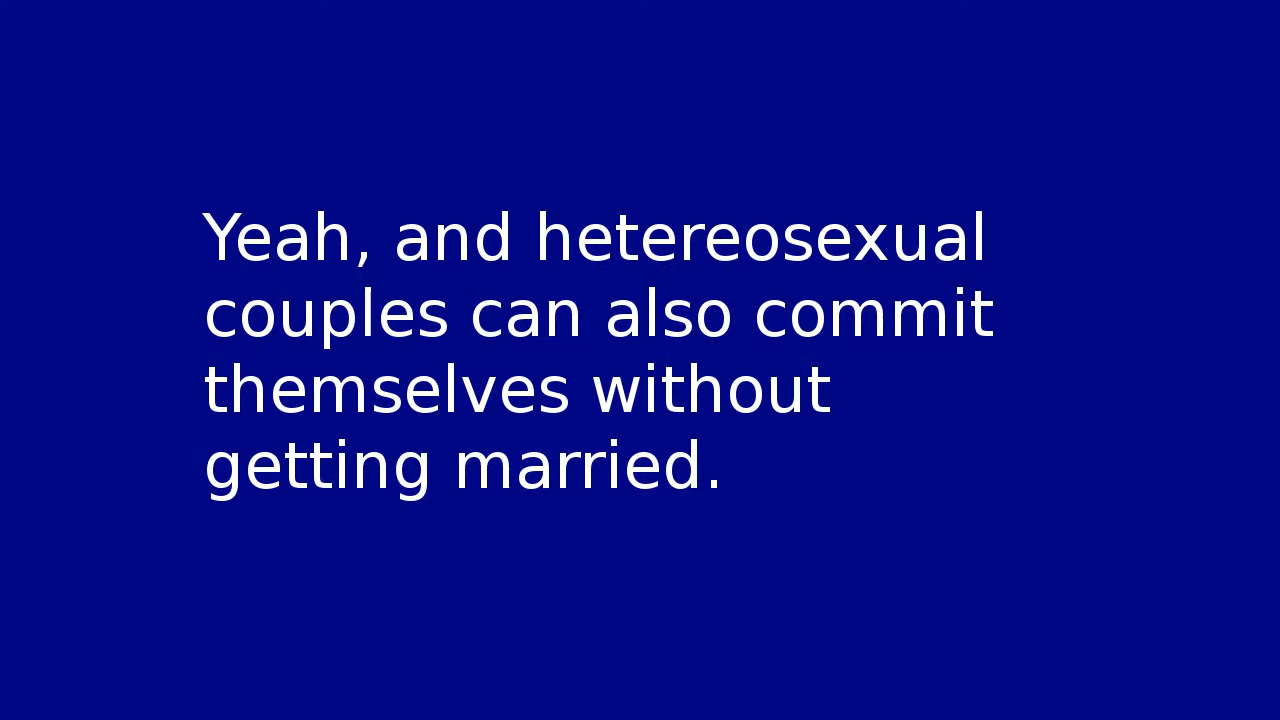 Yeah, and hetereosexual
couples can also commit
themselves without
getting married.